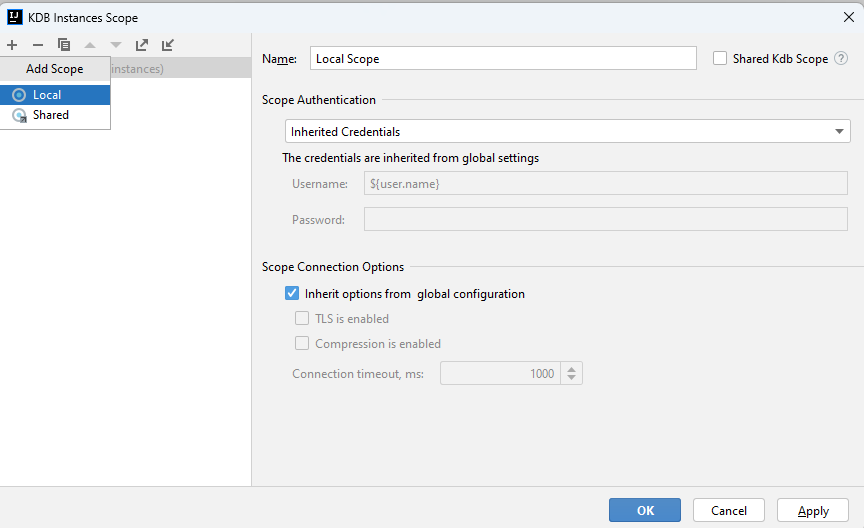 KDB Instances Scope
Add Scope
instances)
Local
Shared
Name: Local Scope Shared Kdb Scope ?
Scope Authentication
Inherited Credentials
The credentials are inherited from global settings
Username: ${user.name}
Password:
Scope Connection Options
Inherit options from global configuration
TLS is enabled
Compression is enabled
Connection timeout, ms: 1000
OK Cancel Apply